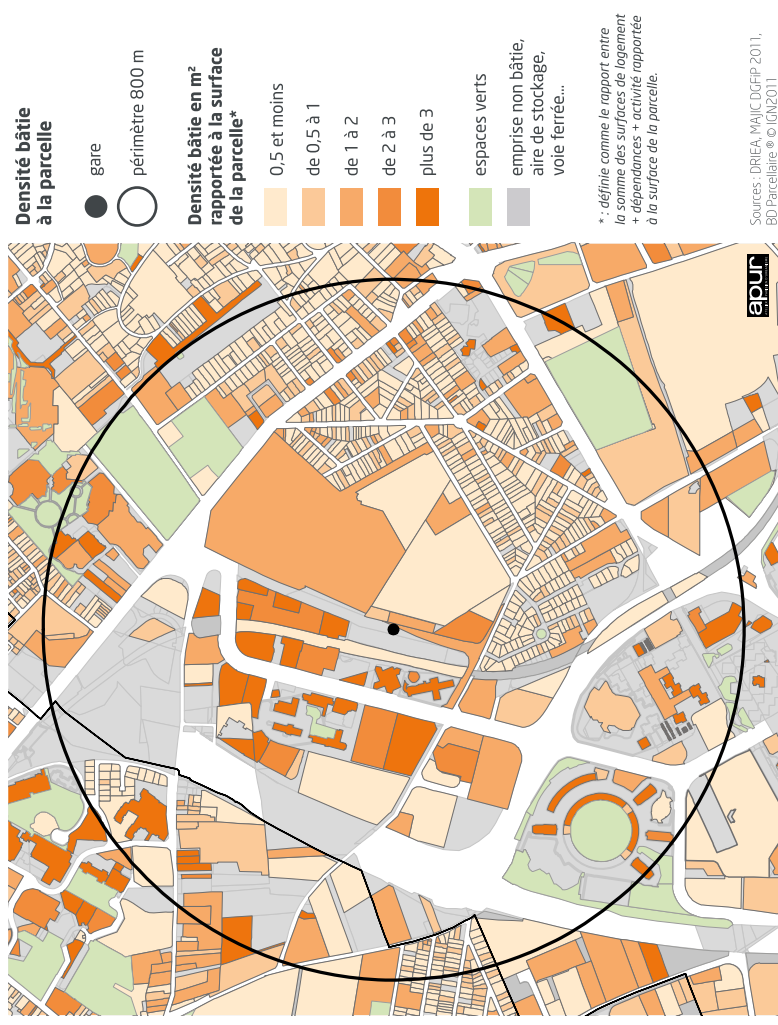 Densité bâtie
à la parcelle
gare
périmètre 800 m
Densité bâtie en m²
rapportée à la surface
de la parcelle*
0,5 et moins
de 0,5 à 1
de 1 à 2
de 2 à 3
plus de 3
espaces verts
emprise non bâtie,
aire de stockage,
voie ferrée...
* : définie comme le rapport entre
la somme des surfaces de logement
+ dépendances + activité rapportée
à la surface de la parcelle.
Sources : DRIEA, MAJIC DGFiP 2011,
BD Parcellaire ® © IGN2011
apur